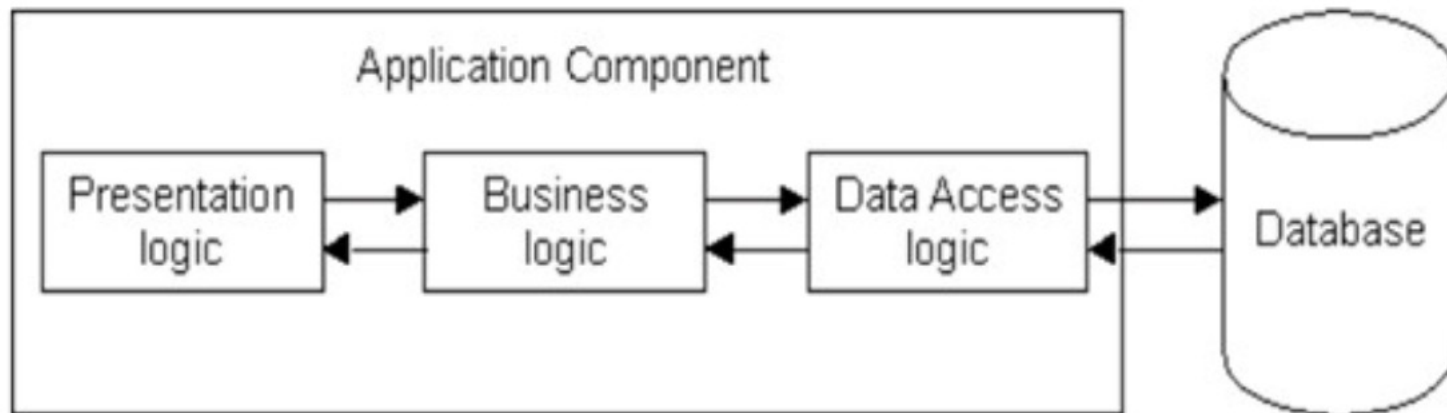 Application Component
Presentation
logic
Business
logic
Data Access
logic
Database